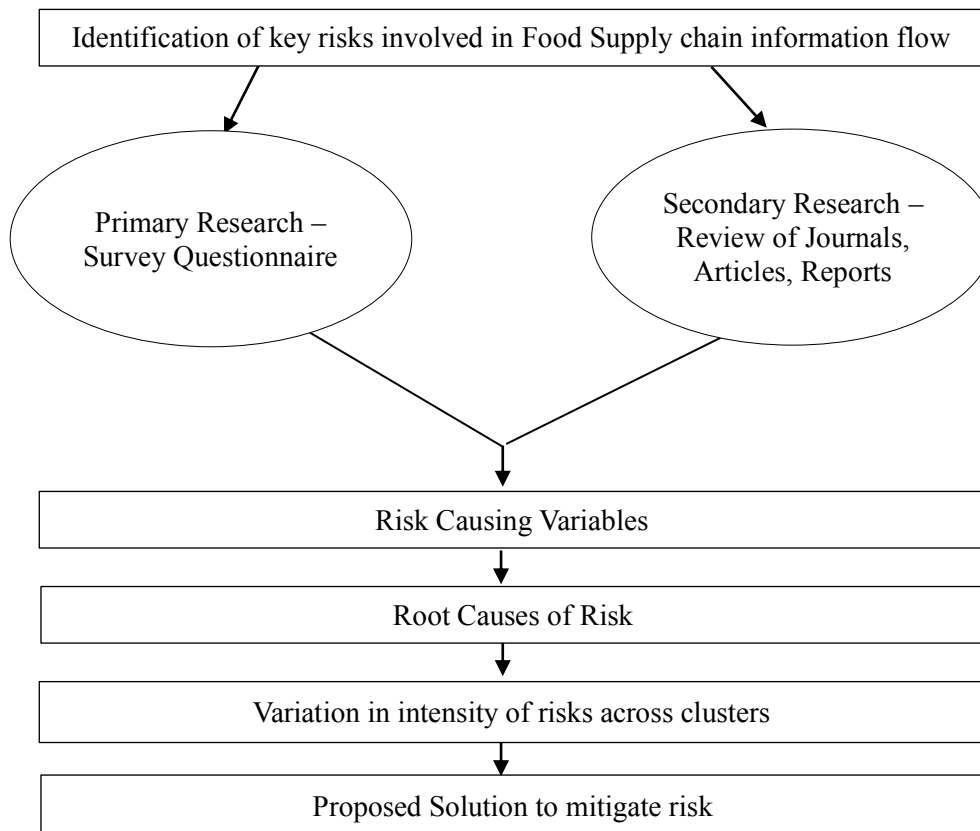 Identification of key risks involved in Food Supply chain information flow
Primary Research –
Survey Questionnaire
Secondary Research –
Review of Journals,
Articles, Reports
Risk Causing Variables
Root Causes of Risk
Variation in intensity of risks across clusters
Proposed Solution to mitigate risk